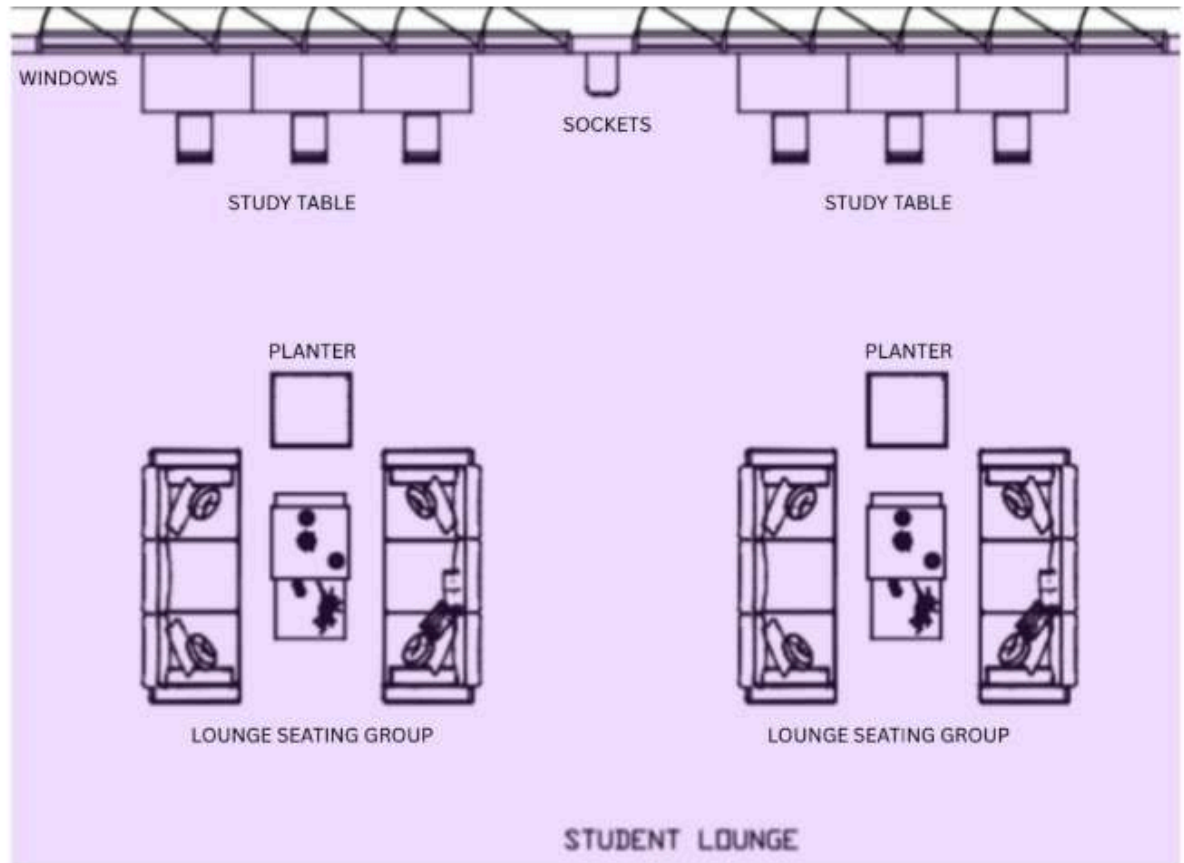 WINDOWS
SOCKETS
STUDY TABLE
STUDY TABLE
PLANTER
PLANTER
LOUNGE SEATING GROUP
LOUNGE SEATING GROUP
STUDENT LOUNGE